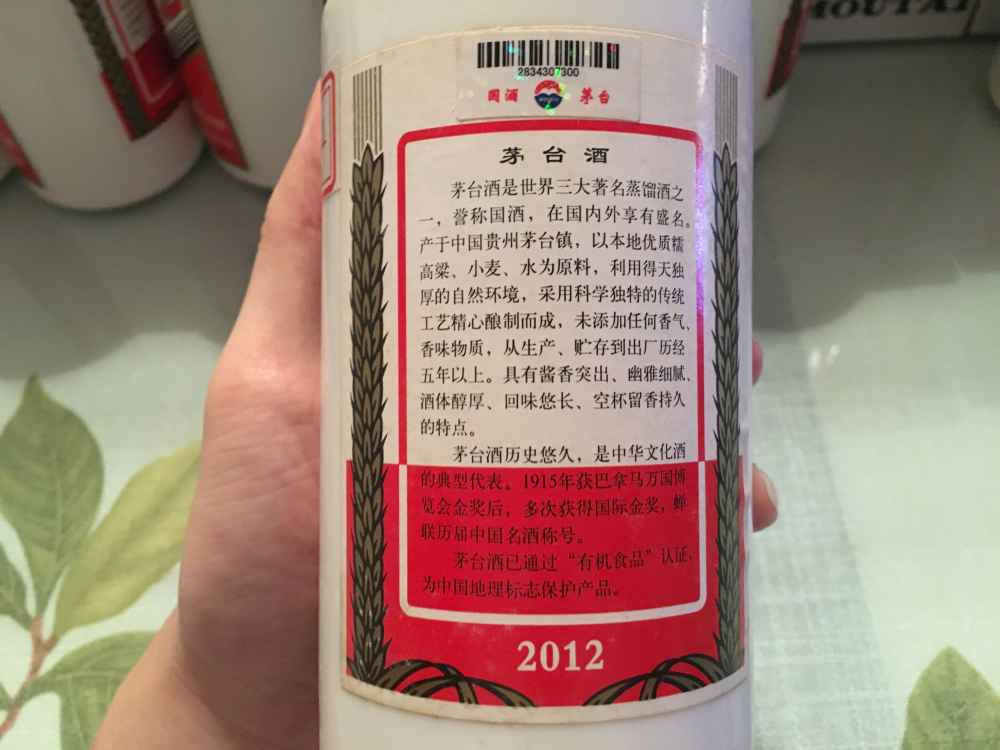 MOUTAI
2834307300
国酒 茅台
茅台酒
茅台酒是世界三大著名蒸馏酒之
一，誉称国酒，在国内外享有盛名。
产于中国贵州茅台镇，以本地优质糯
高粱、小麦、水为原料，利用得天独
厚的自然环境，采用科学独特的传统
工艺精心酿制而成，未添加任何香气、
香味物质，从生产、贮存到出厂历经
五年以上。具有酱香突出、幽雅细腻、
酒体醇厚、回味悠长、空杯留香持久
的特点。
茅台酒历史悠久，是中华文化酒
的典型代表。1915年获巴拿马万国博
览会金奖后，多次获得国际金奖，蝉
联历届中国名酒称号。
茅台酒已通过“有机食品”认证，
为中国地理标志保护产品。
2012